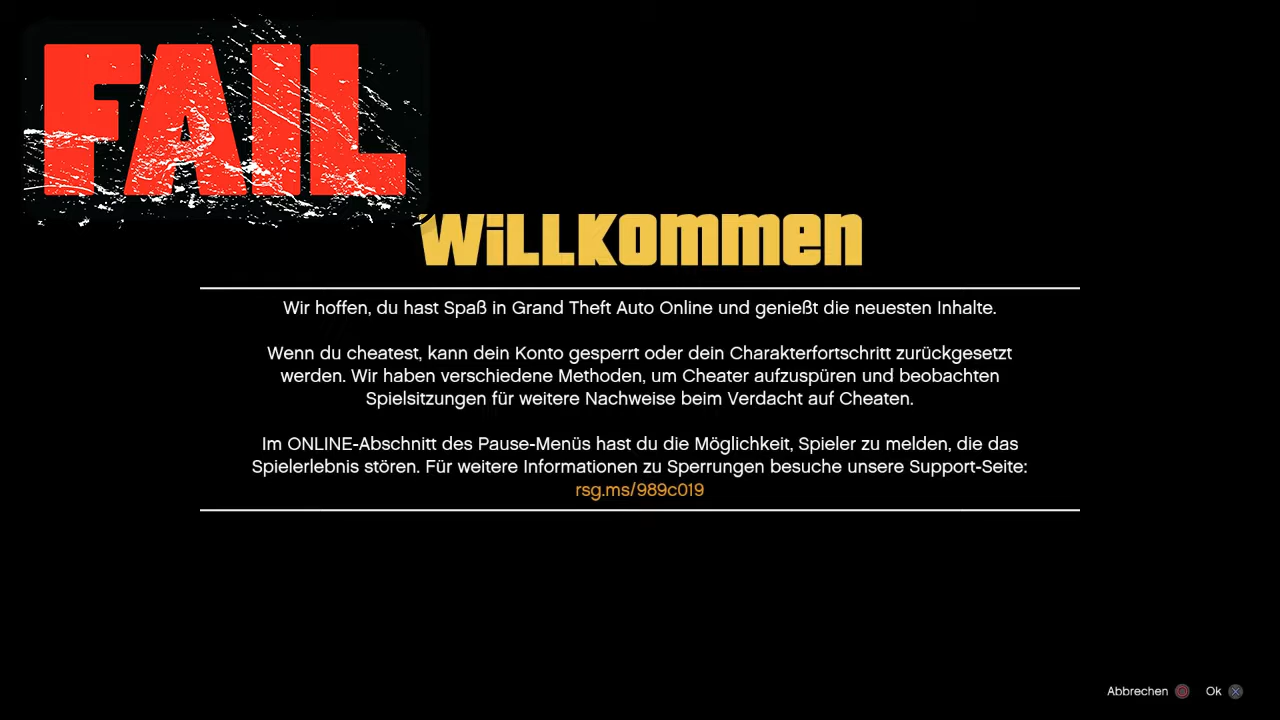 FAIL
Willkommen
Wir hoffen, du hast Spaß in Grand Theft Auto Online und genießt die neuesten Inhalte.
Wenn du cheatest, kann dein Konto gesperrt oder dein Charakterfortschritt zurückgesetzt
werden. Wir haben verschiedene Methoden, um Cheater aufzuspüren und beobachten
Spielsitzungen für weitere Nachweise beim Verdacht auf Cheaten.
Im ONLINE-Abschnitt des Pause-Menüs hast du die Möglichkeit, Spieler zu melden, die das
Spielerlebnis stören. Für weitere Informationen zu Sperrungen besuche unsere Support-Seite:
rsg.ms/989c019
Abbrechen Ok